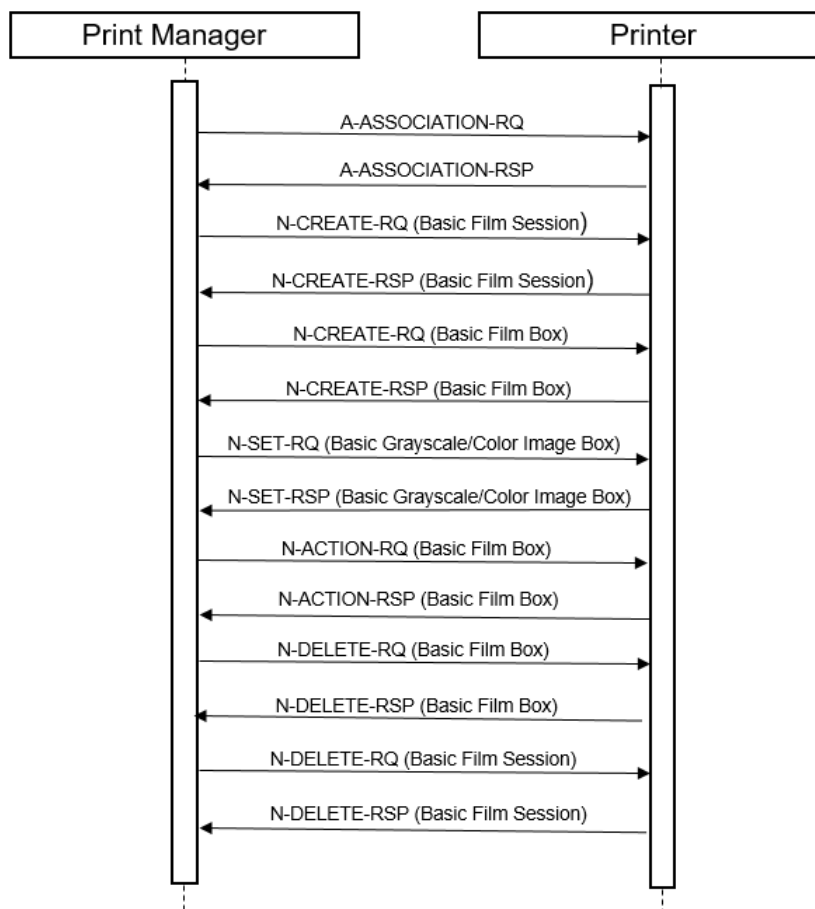 Print Manager
Printer
A-ASSOCIATION-RQ
A-ASSOCIATION-RSP
N-CREATE-RQ (Basic Film Session)
N-CREATE-RSP (Basic Film Session)
N-CREATE-RQ (Basic Film Box)
N-CREATE-RSP (Basic Film Box)
N-SET-RQ (Basic Grayscale/Color Image Box)
N-SET-RSP (Basic Grayscale/Color Image Box)
N-ACTION-RQ (Basic Film Box)
N-ACTION-RSP (Basic Film Box)
N-DELETE-RQ (Basic Film Box)
N-DELETE-RSP (Basic Film Box)
N-DELETE-RQ (Basic Film Session)
N-DELETE-RSP (Basic Film Session)